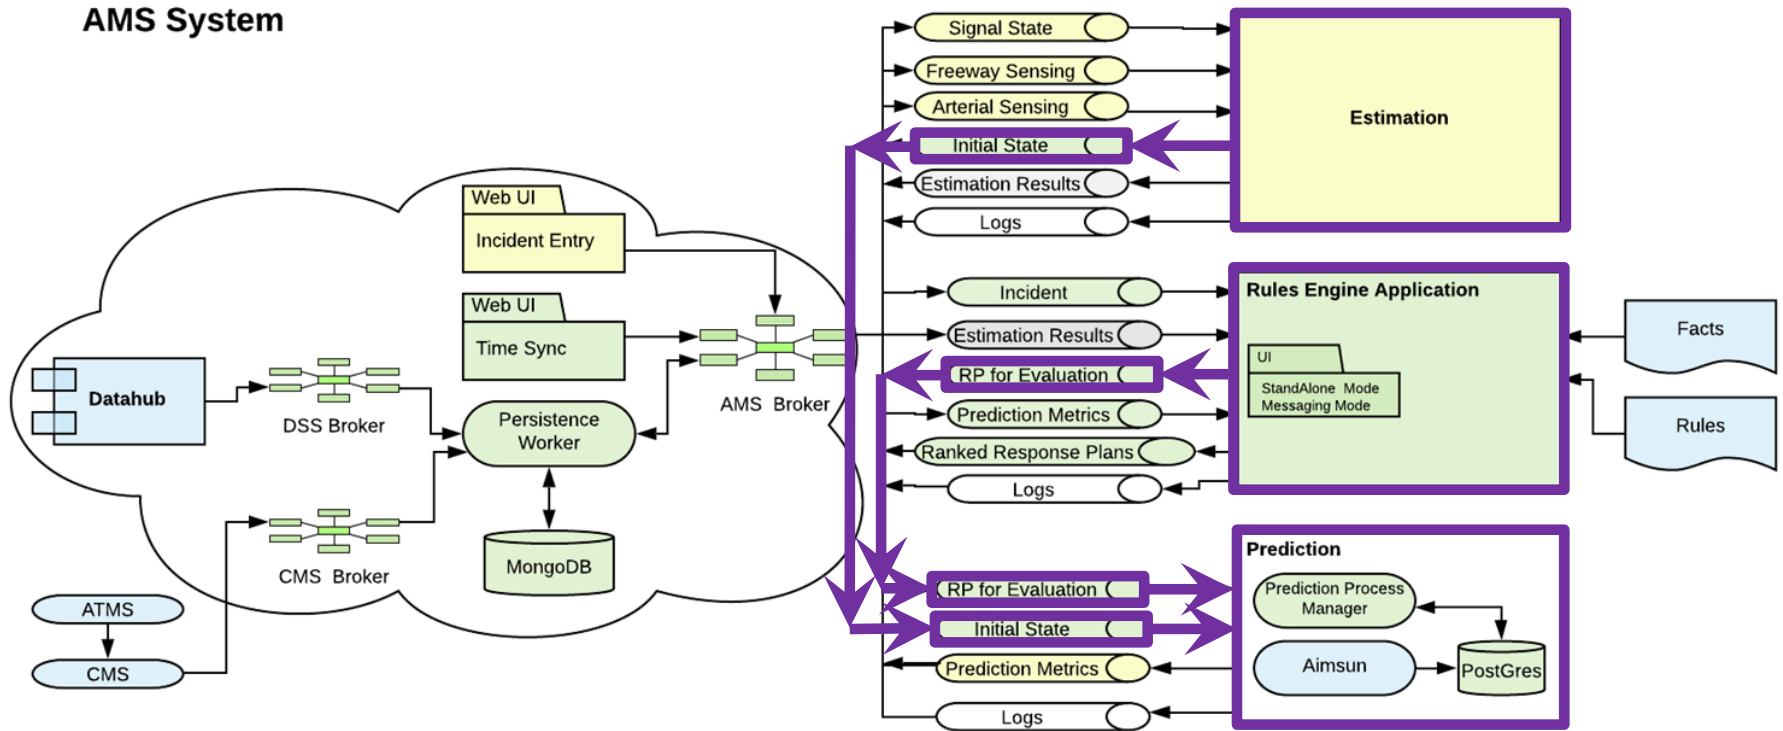 AMS System
Signal State
Freeway Sensing
Arterial Sensing
Initial State
Estimation Results
Logs
Estimation
Web UI
Incident Entry
Web UI
Time Sync
Datahub
DSS Broker
Persistence
Worker
AMS Broker
CMS Broker
MongoDB
ATMS
CMS
Incident
Estimation Results
RP for Evaluation
Prediction Metrics
Ranked Response Plans
Logs
Rules Engine Application
UI
StandAlone Mode
Messaging Mode
Facts
Rules
RP for Evaluation
Initial State
Prediction Metrics
Logs
Prediction
Prediction Process
Manager
Aimsun
PostGres